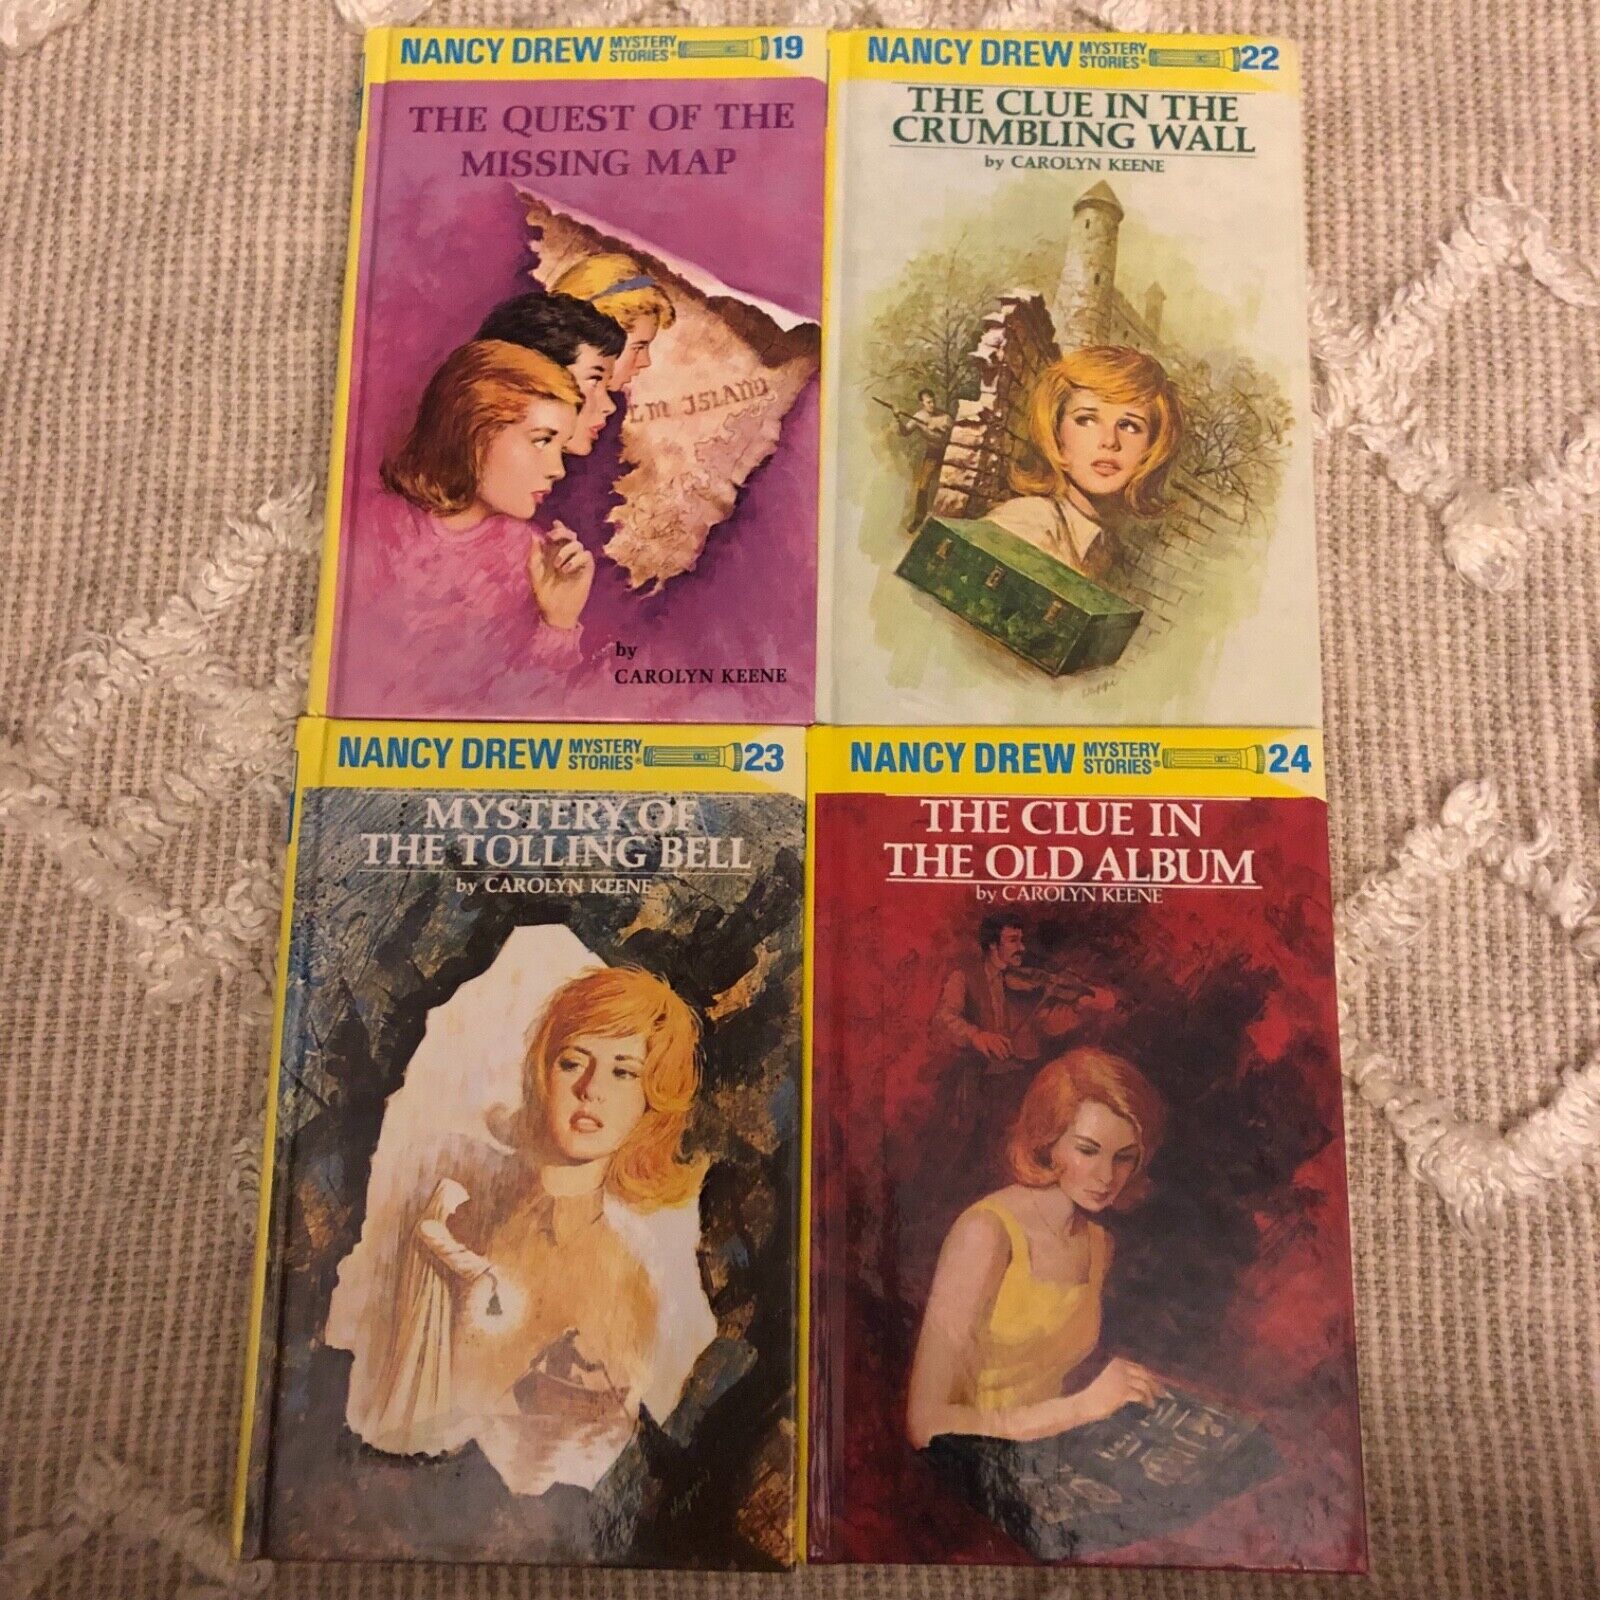 NANCY DREW MYSTERY STORIES® 19
THE QUEST OF THE
MISSING MAP
LM ISLAND
by
CAROLYN KEENE
NANCY DREW MYSTERY STORIES® 22
THE CLUE IN THE
CRUMBLING WALL
by CAROLYN KEENE
NANCY DREW MYSTERY STORIES® 23
MYSTERY OF
THE TOLLING BELL
by CAROLYN KEENE
NANCY DREW MYSTERY STORIES® 24
THE CLUE IN
THE OLD ALBUM
by CAROLYN KEENE